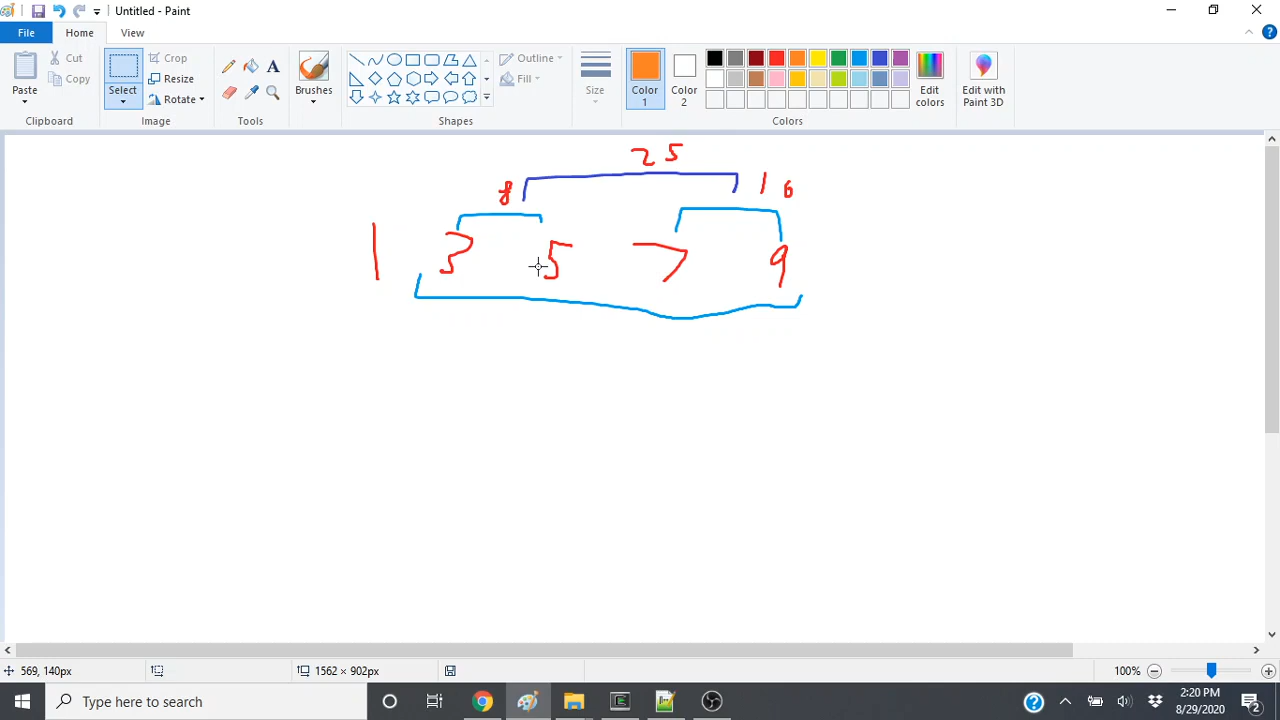 Untitled - Paint
File Home View
Paste
Cut
Copy
Clipboard
Select
Crop
Resize
Rotate
Image
A
Tools
Brushes
Outline
Fill
Shapes
Size
Color 1
Color 2
Edit colors
Edit with Paint 3D
Colors
25
8 16
1 3 5 7 9
569, 140px
1562 × 902px
100%
Type here to search
2:20 PM
8/29/2020
2